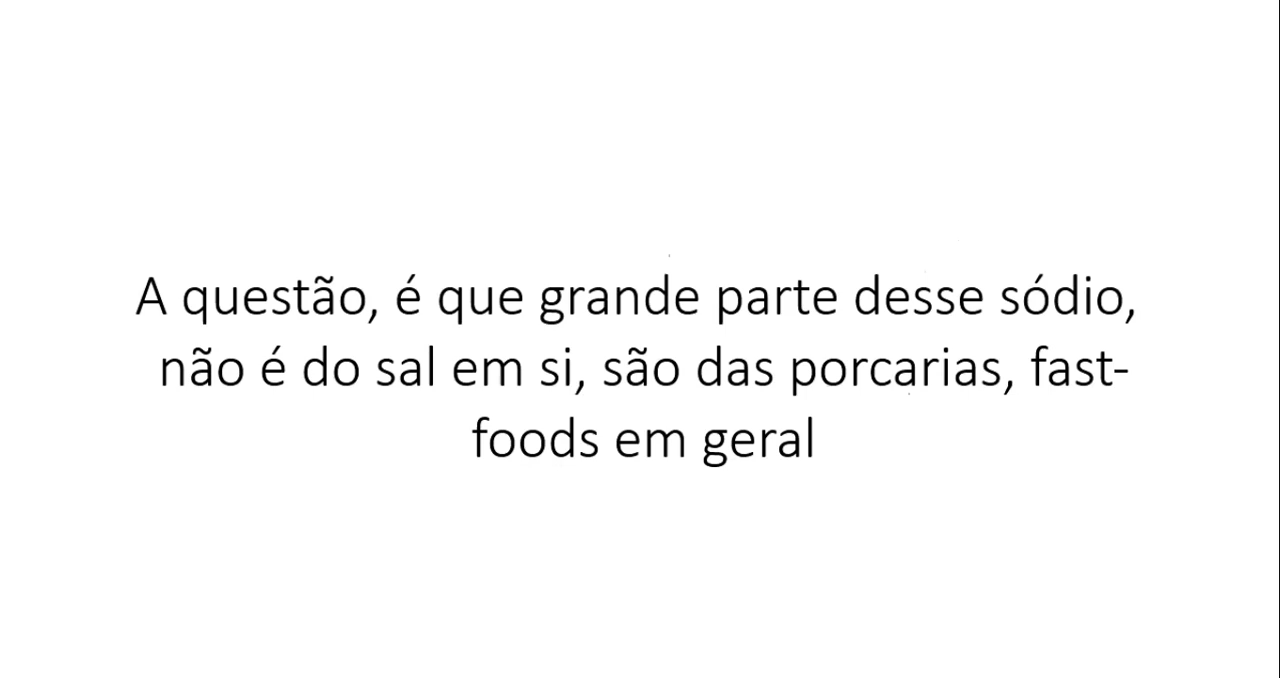 A questão, é que grande parte desse sódio,
não é do sal em si, são das porcarias, fast-
foods em geral